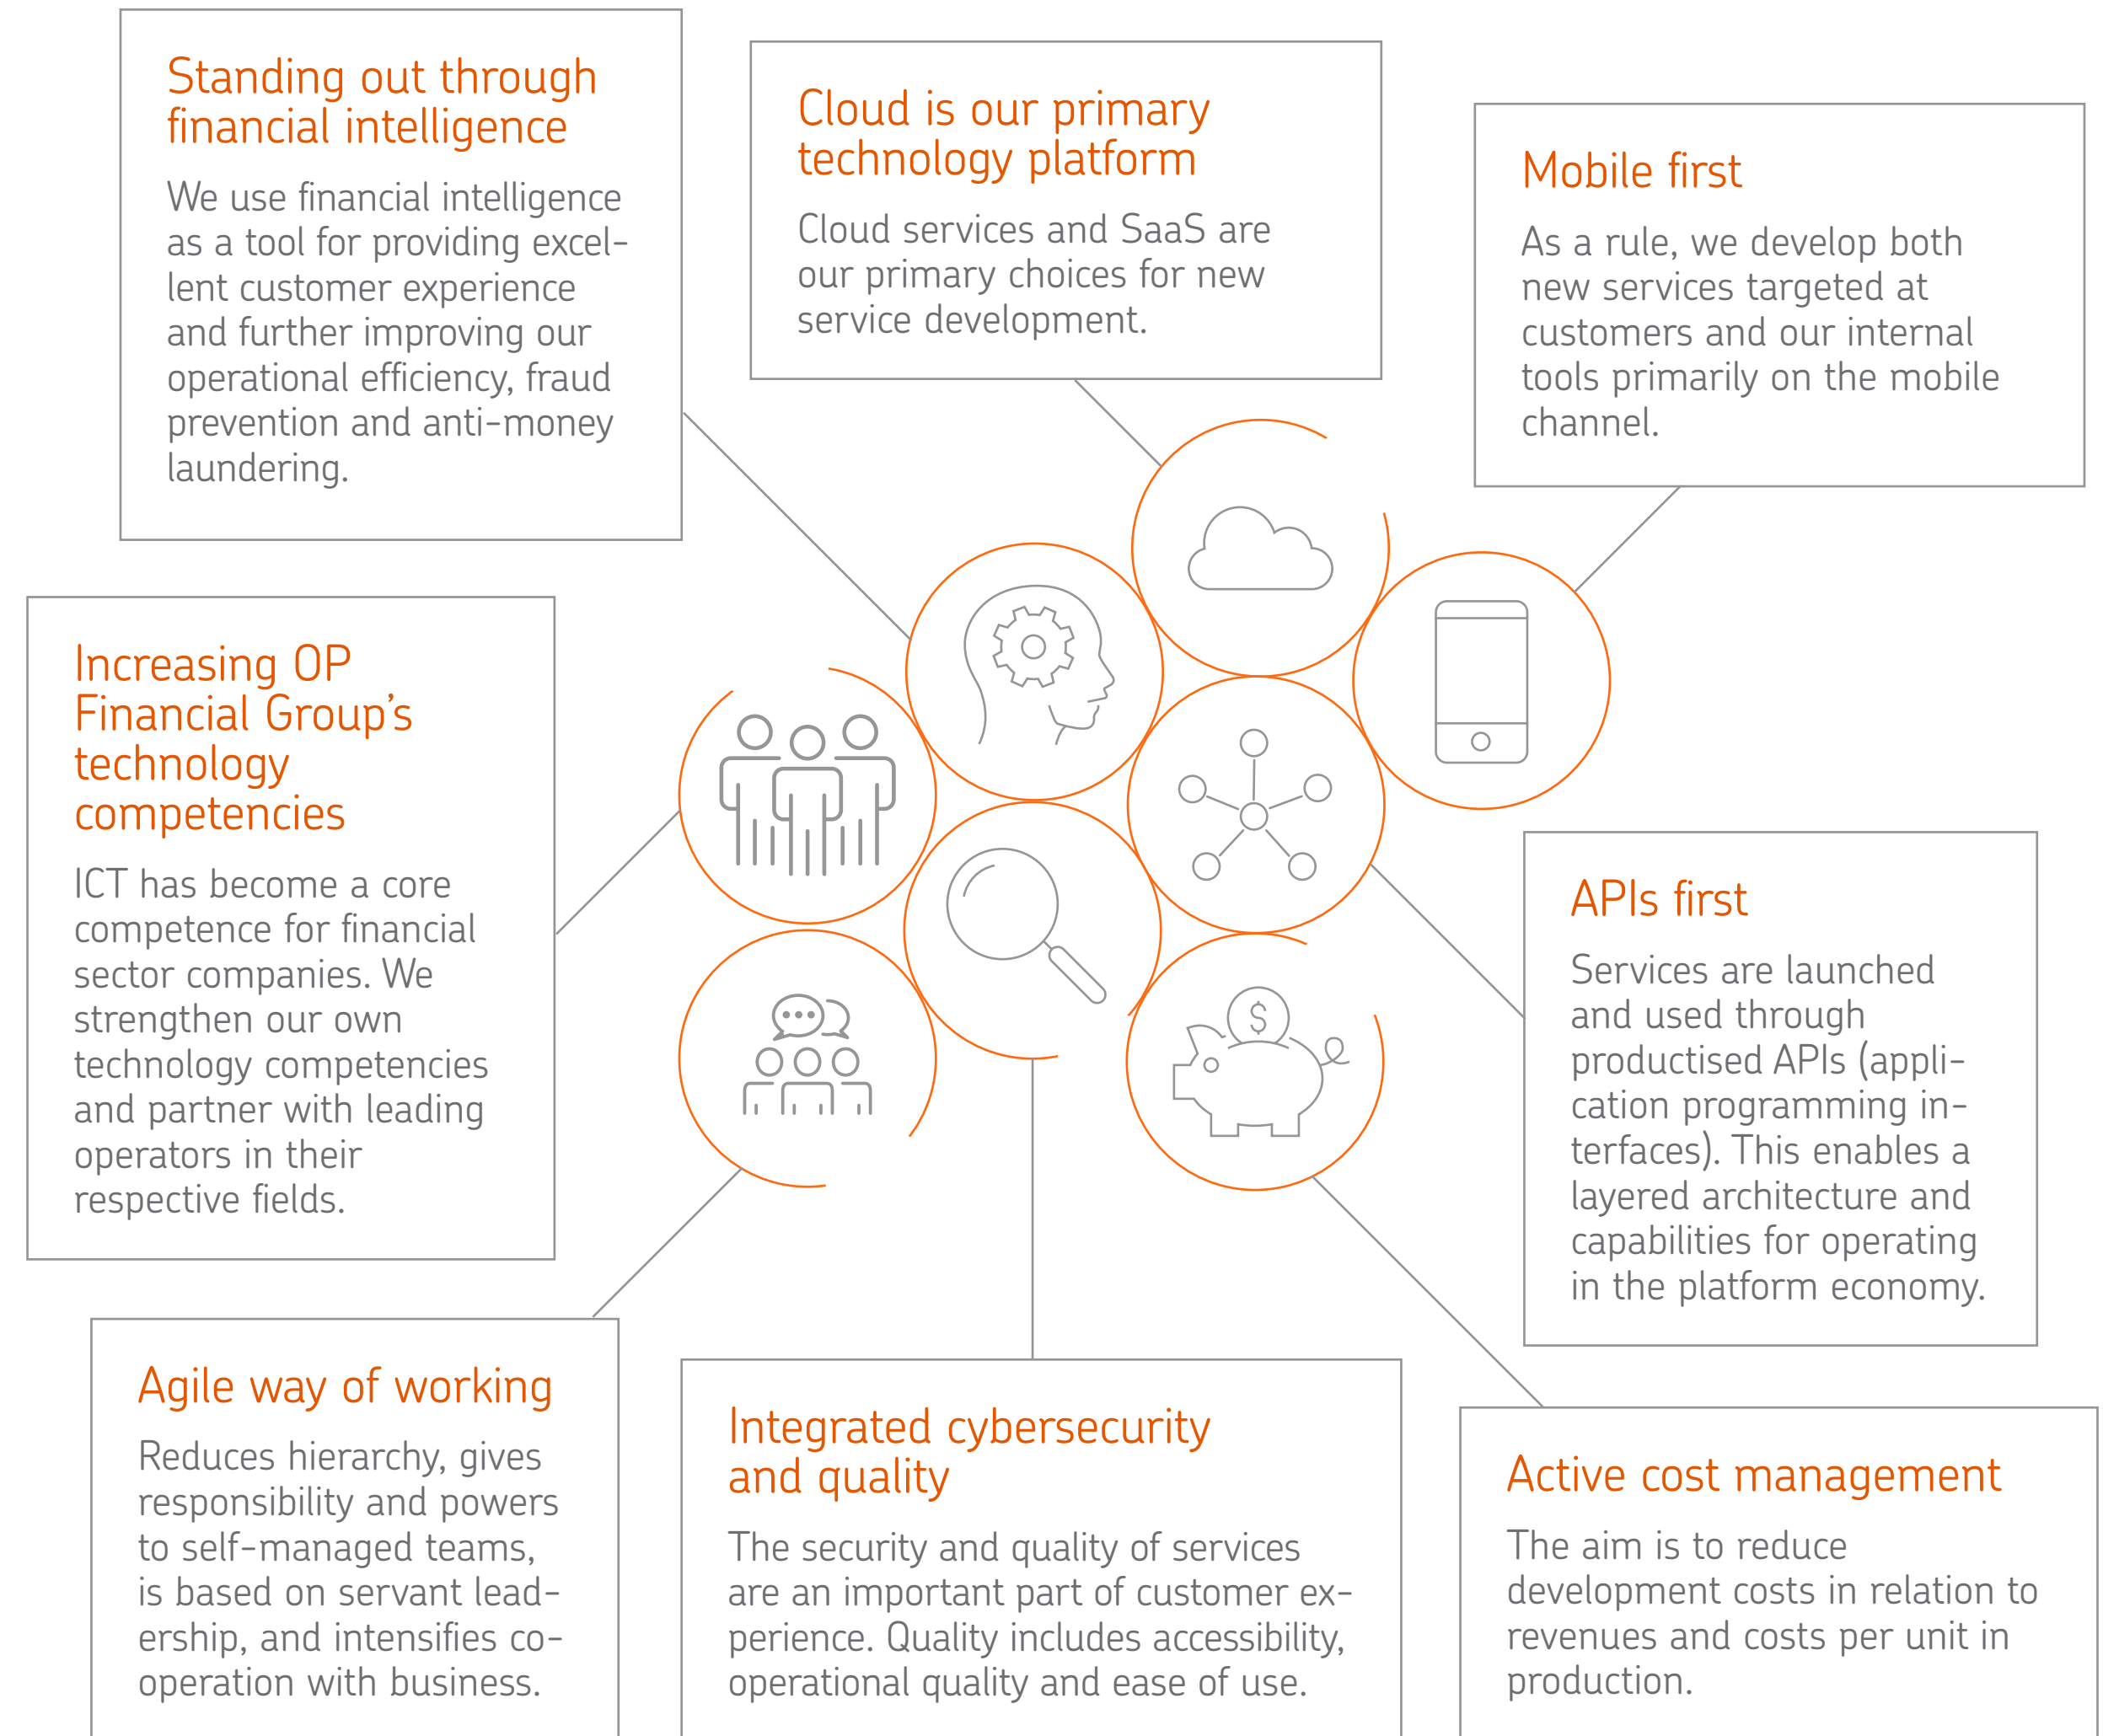 Standing out through
financial intelligence
We use financial intelligence
as a tool for providing excel-
lent customer experience
and further improving our
operational efficiency, fraud
prevention and anti-money
laundering.
Cloud is our primary
technology platform
Cloud services and SaaS are
our primary choices for new
service development.
Mobile first
As a rule, we develop both
new services targeted at
customers and our internal
tools primarily on the mobile
channel.
Increasing OP
Financial Group's
technology
competencies
ICT has become a core
competence for financial
sector companies. We
strengthen our own
technology competencies
and partner with leading
operators in their
respective fields.
$
APIs first
Services are launched
and used through
productised APIs (appli-
cation programming in-
terfaces). This enables a
layered architecture and
capabilities for operating
in the platform economy.
Agile way of working
Reduces hierarchy, gives
responsibility and powers
to self-managed teams,
is based on servant lead-
ership, and intensifies co-
operation with business.
Integrated cybersecurity
and quality
The security and quality of services
are an important part of customer ex-
perience. Quality includes accessibility,
operational quality and ease of use.
Active cost management
The aim is to reduce
development costs in relation to
revenues and costs per unit in
production.